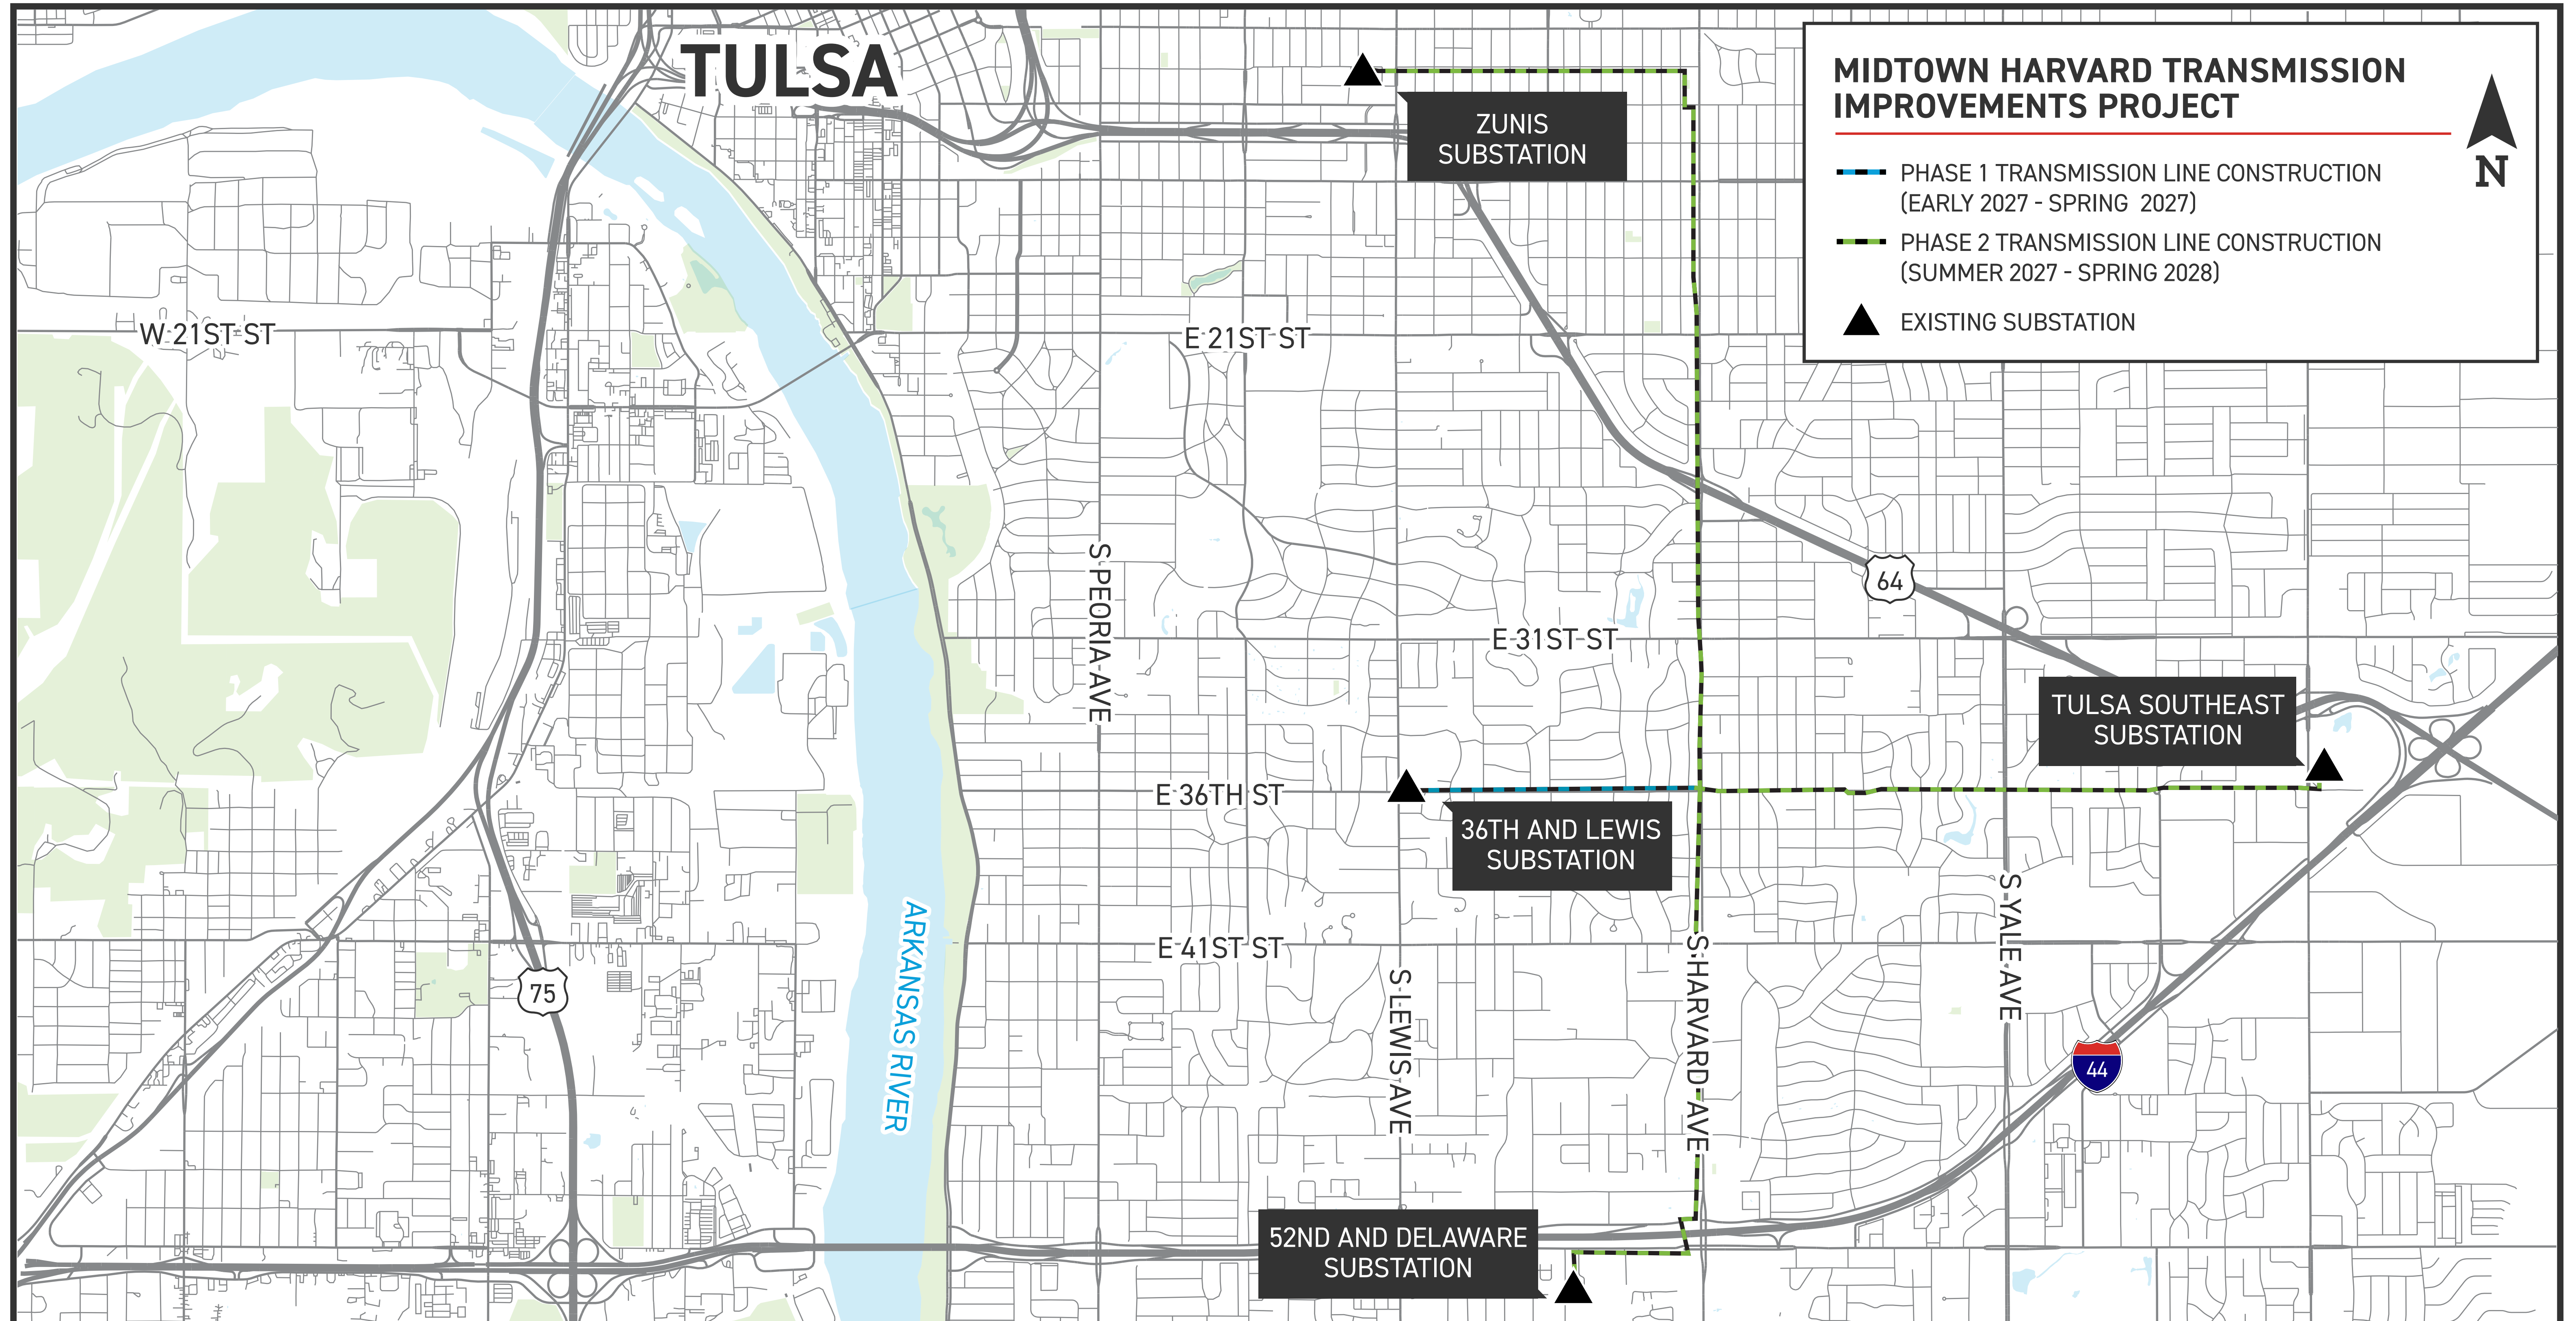 TULSA
MIDTOWN HARVARD TRANSMISSION
IMPROVEMENTS PROJECT
N
PHASE 1 TRANSMISSION LINE CONSTRUCTION
(EARLY 2027 - SPRING 2027)
PHASE 2 TRANSMISSION LINE CONSTRUCTION
(SUMMER 2027 - SPRING 2028)
EXISTING SUBSTATION
ZUNIS
SUBSTATION
W 21ST ST
E 21ST ST
S PEORIA AVE
64
E 31ST ST
TULSA SOUTHEAST
SUBSTATION
E 36TH ST
36TH AND LEWIS
SUBSTATION
ARKANSAS RIVER
E 41ST ST
S LEWIS AVE
S HARVARD AVE
S YALE AVE
75
44
52ND AND DELAWARE
SUBSTATION